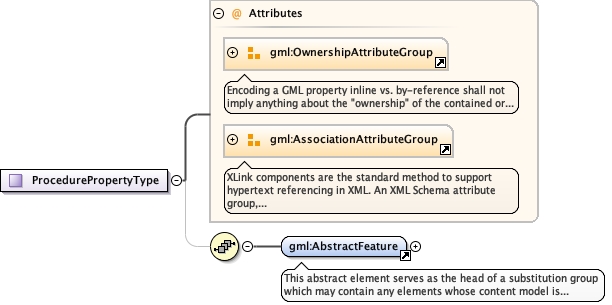 @ Attributes
gml:OwnershipAttributeGroup
Encoding a GML property inline vs. by-reference shall not
imply anything about the "ownership" of the contained or...
gml:AssociationAttributeGroup
XLink components are the standard method to support
hypertext referencing in XML. An XML Schema attribute
group,...
ProcedurePropertyType
gml:AbstractFeature
This abstract element serves as the head of a substitution group
which may contain any elements whose content model is...